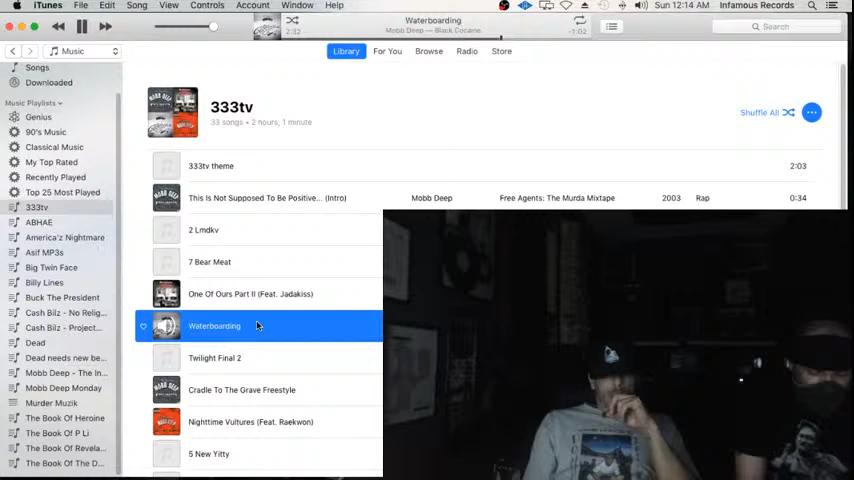 iTunes File Edit Song View Controls Account Window Help Sun 12:14 AM Infamous Records
Waterboarding
Mobb Deep — Black Cocaine
2:32 -1:02
Search
Music Library For You Browse Radio Store
Songs
Downloaded
Music Playlists
Genius
90's Music
Classical Music
My Top Rated
Recently Played
Top 25 Most Played
333tv
ABHAE
America'z Nightmare
Asif MP3s
Big Twin Face
Billy Lines
Buck The President
Cash Bilz - No Relig...
Cash Bilz - Project...
Dead
Dead needs new be...
Mobb Deep - The In...
Mobb Deep Monday
Murder Muzik
The Book Of Heroine
The Book Of P Li
The Book Of Revela...
The Book Of The D...
333tv
33 songs • 2 hours, 1 minute
Shuffle All
333tv theme 2:03
This Is Not Supposed To Be Positive... (Intro) Mobb Deep Free Agents: The Murda Mixtape 2003 Rap 0:34
2 Lmdkv
7 Bear Meat
One Of Ours Part II (Feat. Jadakiss)
Waterboarding
Twilight Final 2
Cradle To The Grave Freestyle
Nighttime Vultures (Feat. Raekwon)
5 New Yitty